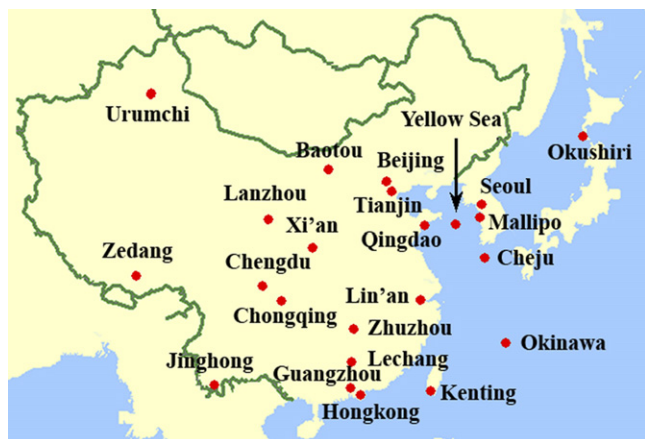 Urumchi
Yellow Sea
Okushiri
Baotou
Beijing
Tianjin
Seoul
Lanzhou
Mallipo
Xi'an
Qingdao
Zedang
Chengdu
Cheju
Chongqing
Lin'an
Zhuzhou
Okinawa
Jinghong
Lechang
Guangzhou
Kenting
Hongkong